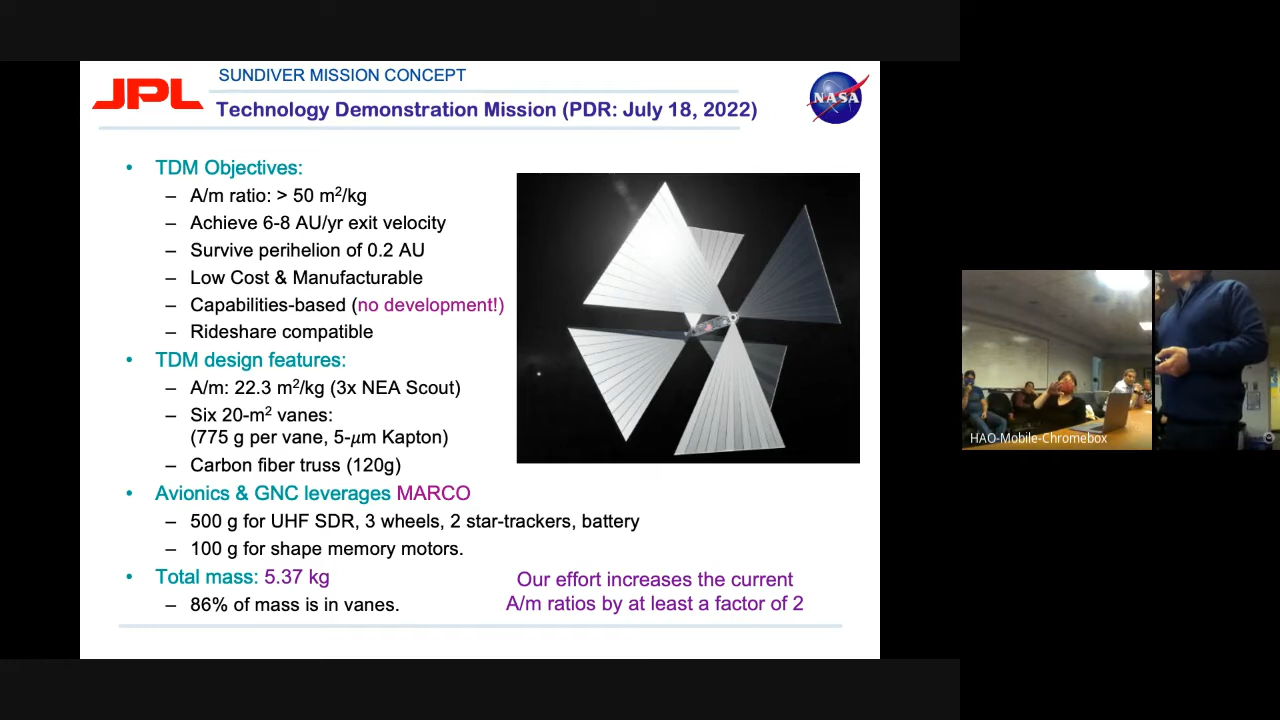 JPL
SUNDIVER MISSION CONCEPT
Technology Demonstration Mission (PDR: July 18, 2022)
NASA
• TDM Objectives:
– A/m ratio: > 50 m²/kg
– Achieve 6-8 AU/yr exit velocity
– Survive perihelion of 0.2 AU
– Low Cost & Manufacturable
– Capabilities-based (no development!)
– Rideshare compatible
• TDM design features:
– A/m: 22.3 m²/kg (3x NEA Scout)
– Six 20-m² vanes:
(775 g per vane, 5-μm Kapton)
– Carbon fiber truss (120g)
• Avionics & GNC leverages MARCO
– 500 g for UHF SDR, 3 wheels, 2 star-trackers, battery
– 100 g for shape memory motors.
• Total mass: 5.37 kg
– 86% of mass is in vanes.
Our effort increases the current
A/m ratios by at least a factor of 2
HAO-Mobile-Chromebox